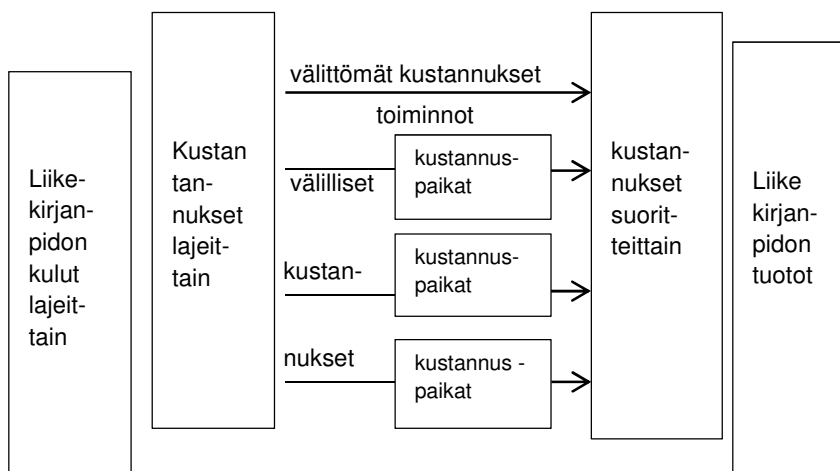 Liike-
kirjan-
pidon
kulut
lajeit-
tain
Kustan
tan-
nukset
lajeit-
tain
välittömät kustannukset
toiminnot
välilliset
kustannus-
paikat
kustan-
kustannus-
paikat
nukset
kustannus -
paikat
kustan-
nukset
suorit-
teittain
Liike
kirjan-
pidon
tuotot